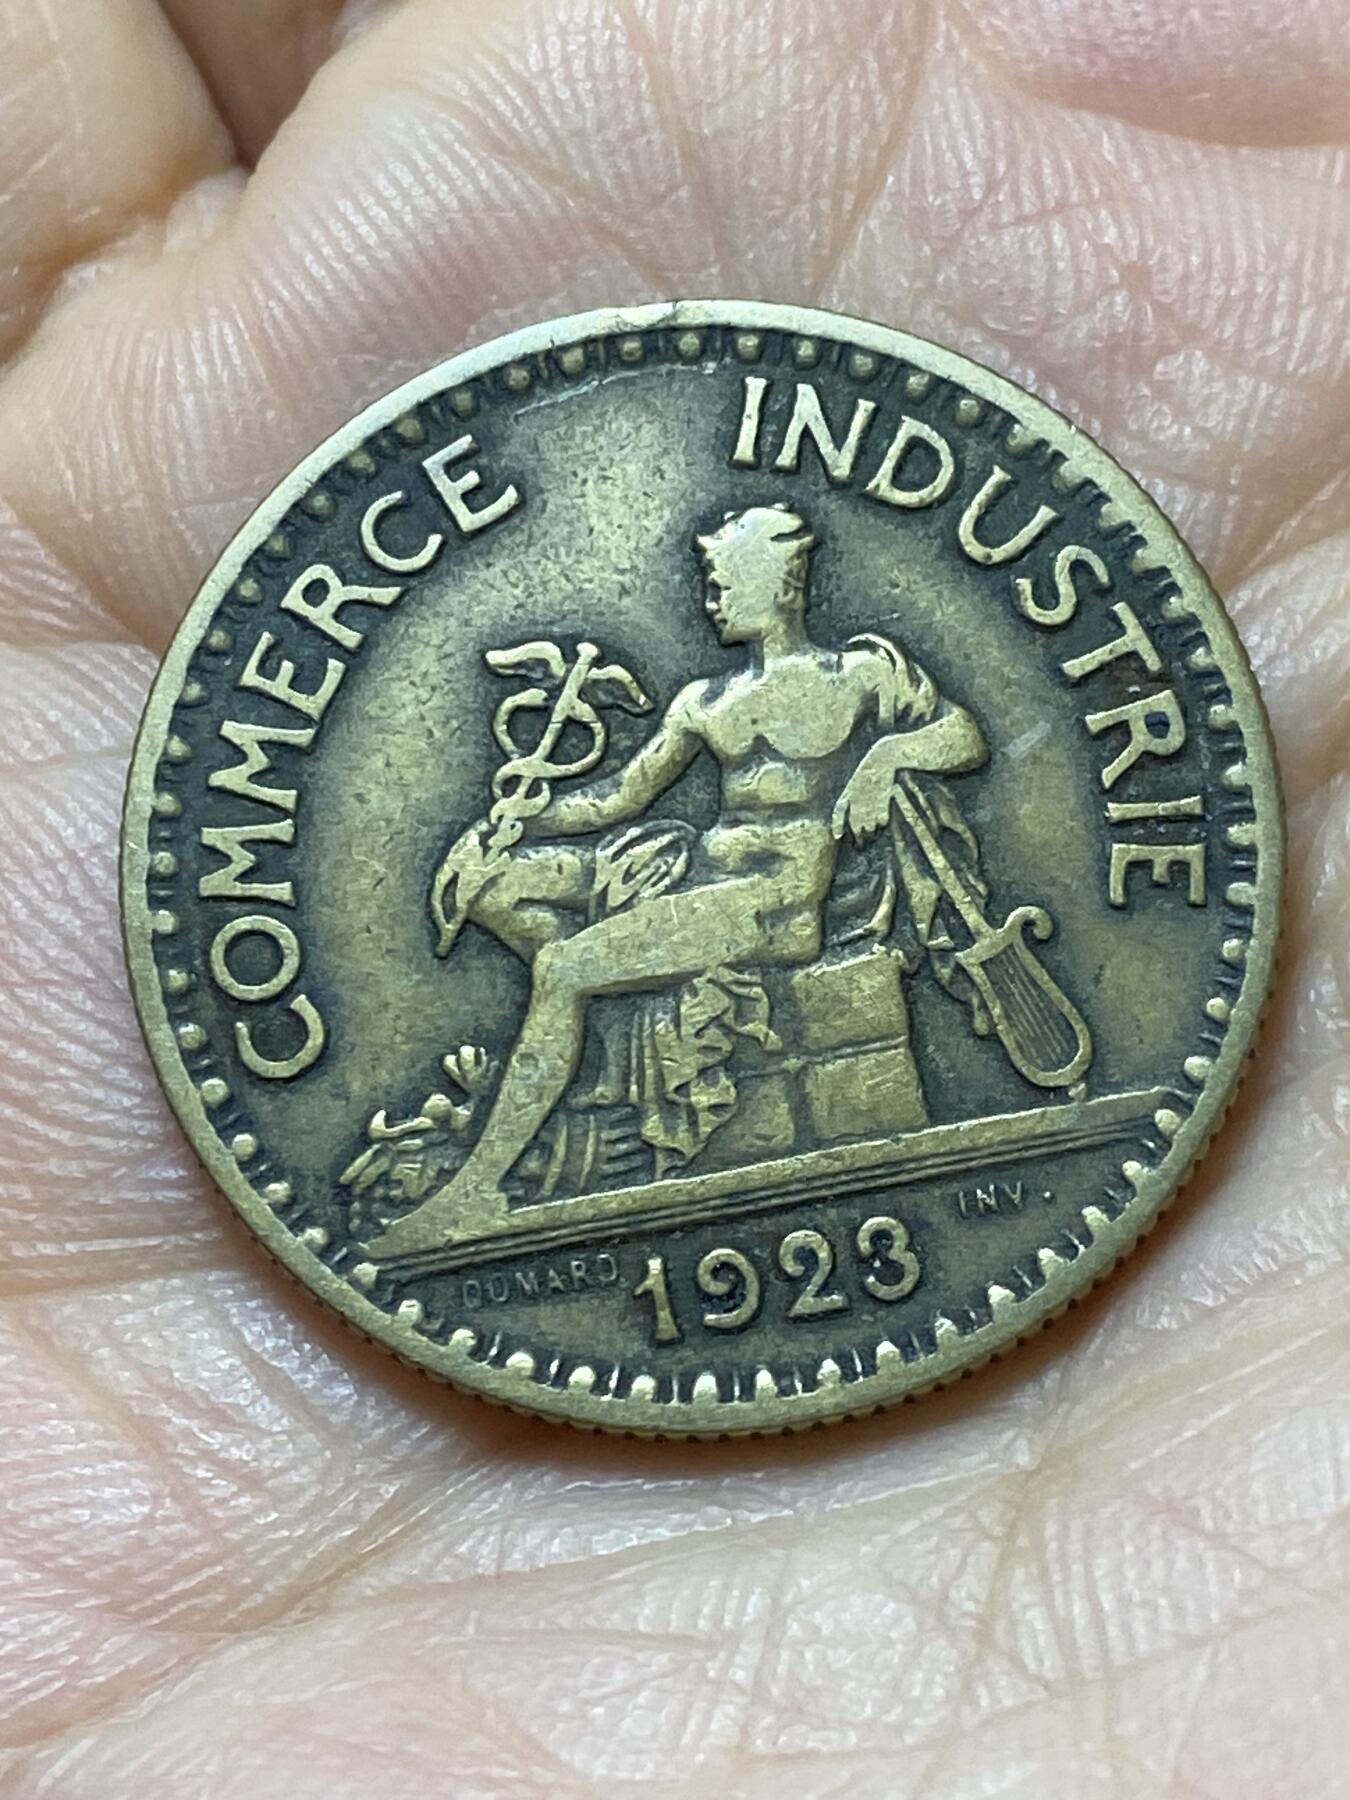 COMMERCE INDUSTRIE
DOMARD. INV.
1923